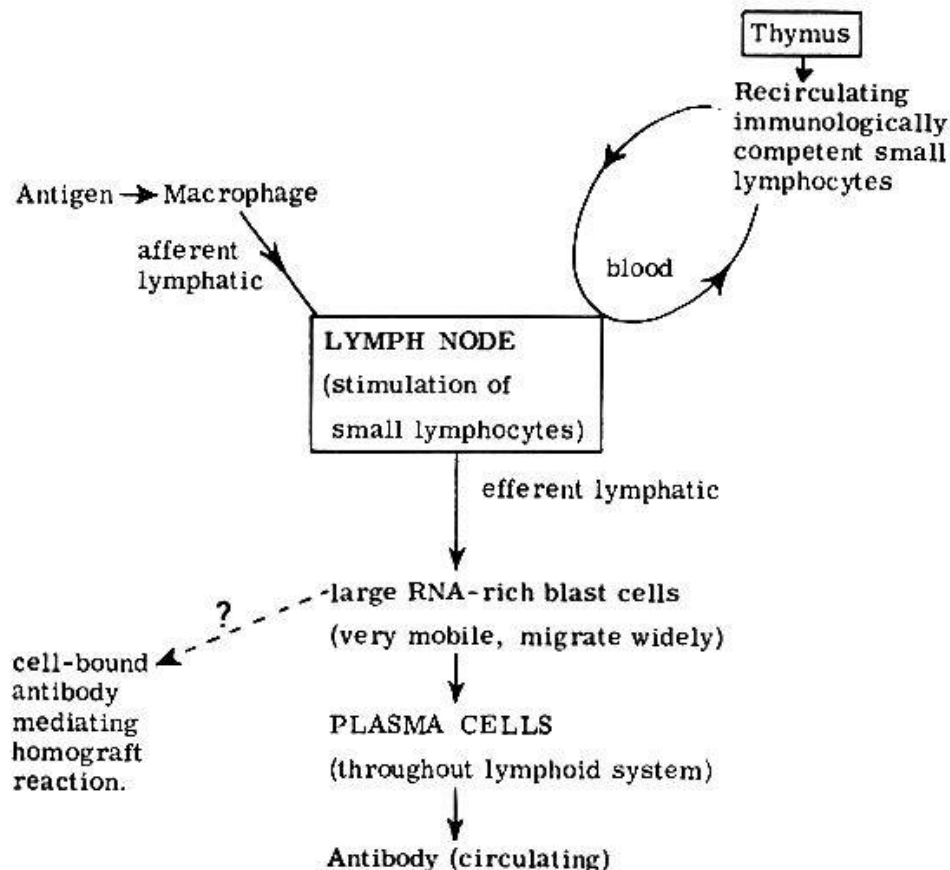 Thymus
Recirculating
immunologically
competent small
lymphocytes
Antigen → Macrophage
afferent
lymphatic
blood
LYMPH NODE
(stimulation of
small lymphocytes)
efferent lymphatic
large RNA-rich blast cells
(very mobile, migrate widely)
?
cell-bound
antibody
mediating
homograft
reaction.
PLASMA CELLS
(throughout lymphoid system)
Antibody (circulating)